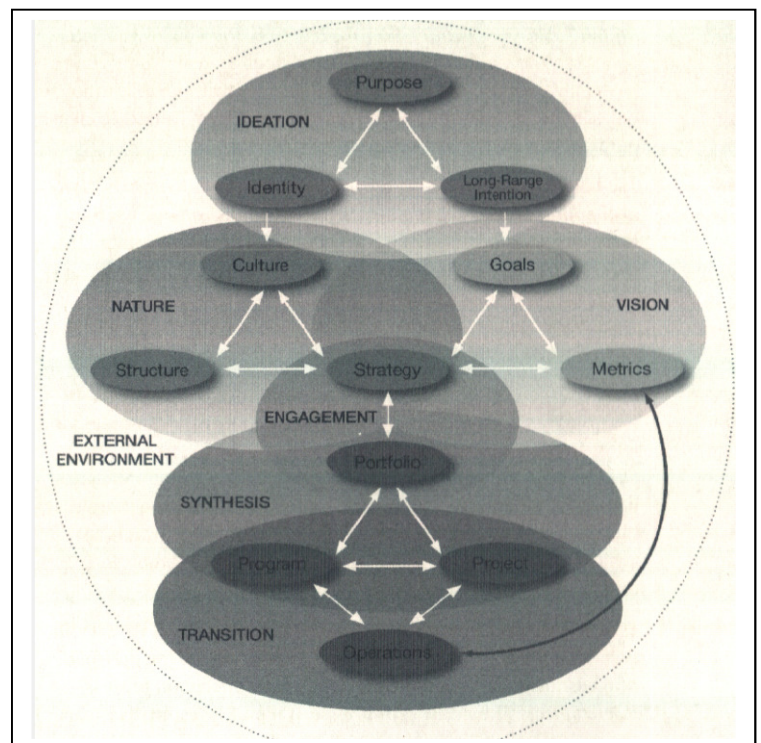 Purpose
IDEATION
Identity
Long-Range
Intention
Culture
Goals
NATURE
VISION
Structure
Strategy
Metrics
ENGAGEMENT
EXTERNAL
ENVIRONMENT
Portfolio
SYNTHESIS
Program
Project
TRANSITION
Operations